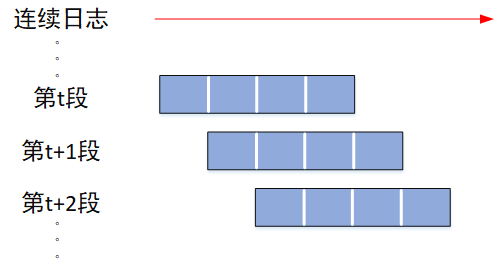 连续日志
。
。
。
第t段
第t+1段
第t+2段
。
。
。